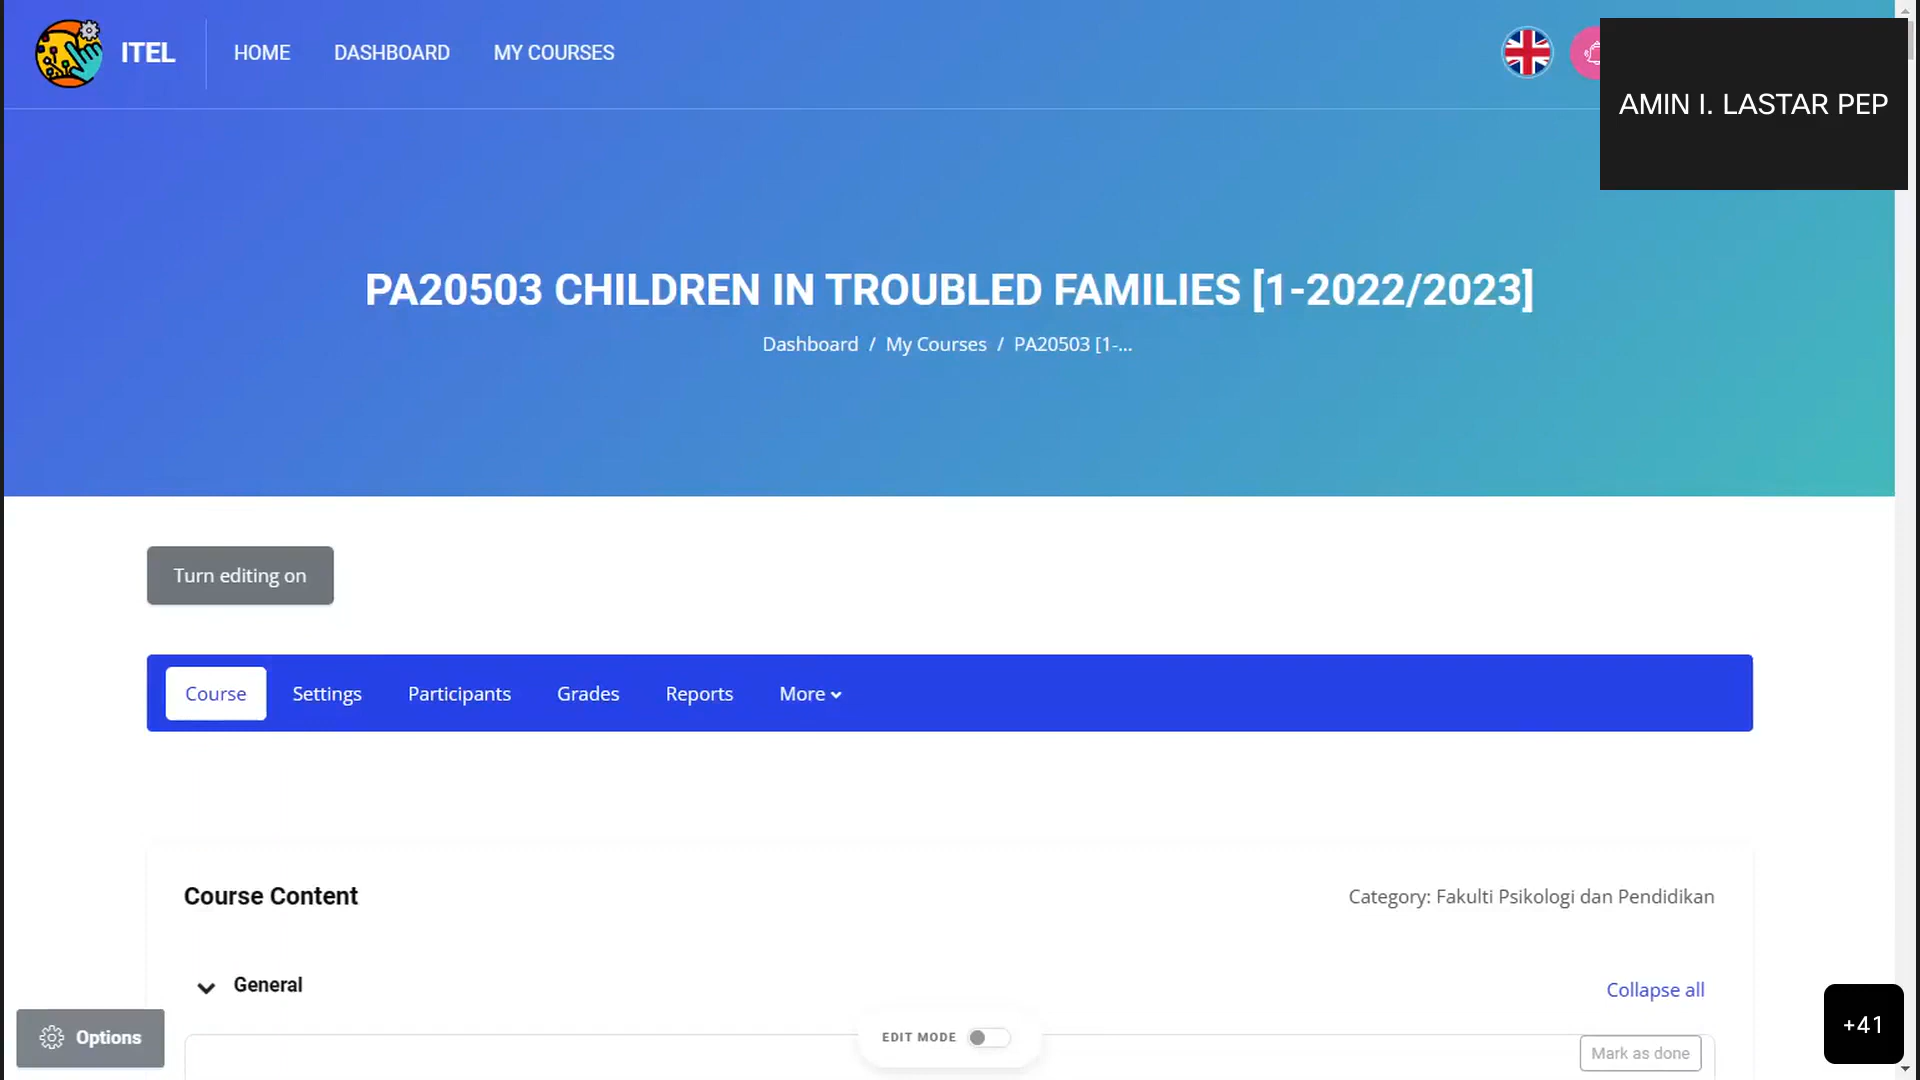 ITEL
HOME
DASHBOARD
MY COURSES
AMIN I. LASTAR PEP
PA20503 CHILDREN IN TROUBLED FAMILIES [1-2022/2023]
Dashboard / My Courses / PA20503 [1-...
Turn editing on
Course
Settings
Participants
Grades
Reports
More
Course Content
Category: Fakulti Psikologi dan Pendidikan
General
Collapse all
Options
EDIT MODE
Mark as done
+41